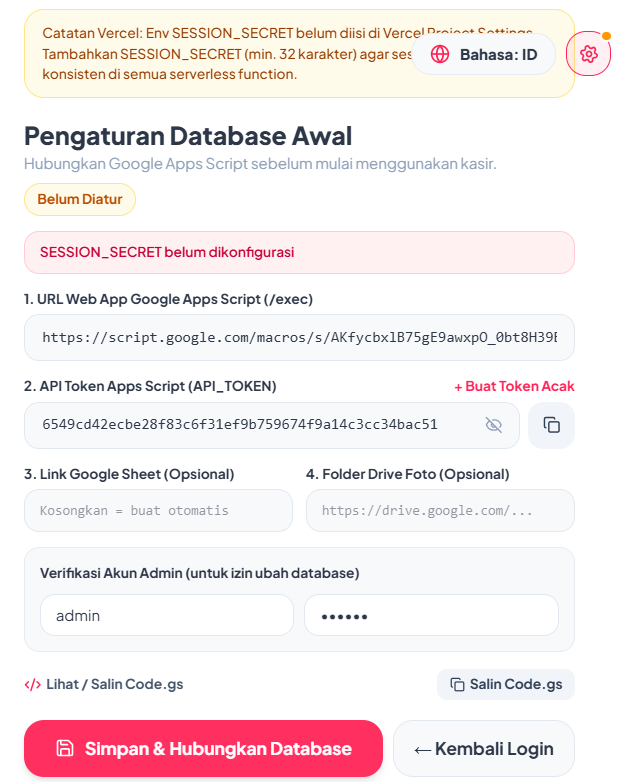 Catatan Vercel: Env SESSION_SECRET belum diisi di Vercel Project Settings.
Tambahkan SESSION_SECRET (min. 32 karakter) agar ses
konsisten di semua serverless function.
Bahasa: ID
Pengaturan Database Awal
Hubungkan Google Apps Script sebelum mulai menggunakan kasir.
Belum Diatur
SESSION_SECRET belum dikonfigurasi
1. URL Web App Google Apps Script (/exec)
https://script.google.com/macros/s/AKfycbxlB75gE9awxpO_0bt8H39E
2. API Token Apps Script (API_TOKEN)
+ Buat Token Acak
6549cd42ecbe28f83c6f31ef9b759674f9a14c3cc34bac51
3. Link Google Sheet (Opsional)
4. Folder Drive Foto (Opsional)
Kosongkan = buat otomatis
https://drive.google.com/...
Verifikasi Akun Admin (untuk izin ubah database)
admin
••••••
</> Lihat / Salin Code.gs
Salin Code.gs
Simpan & Hubungkan Database
← Kembali Login